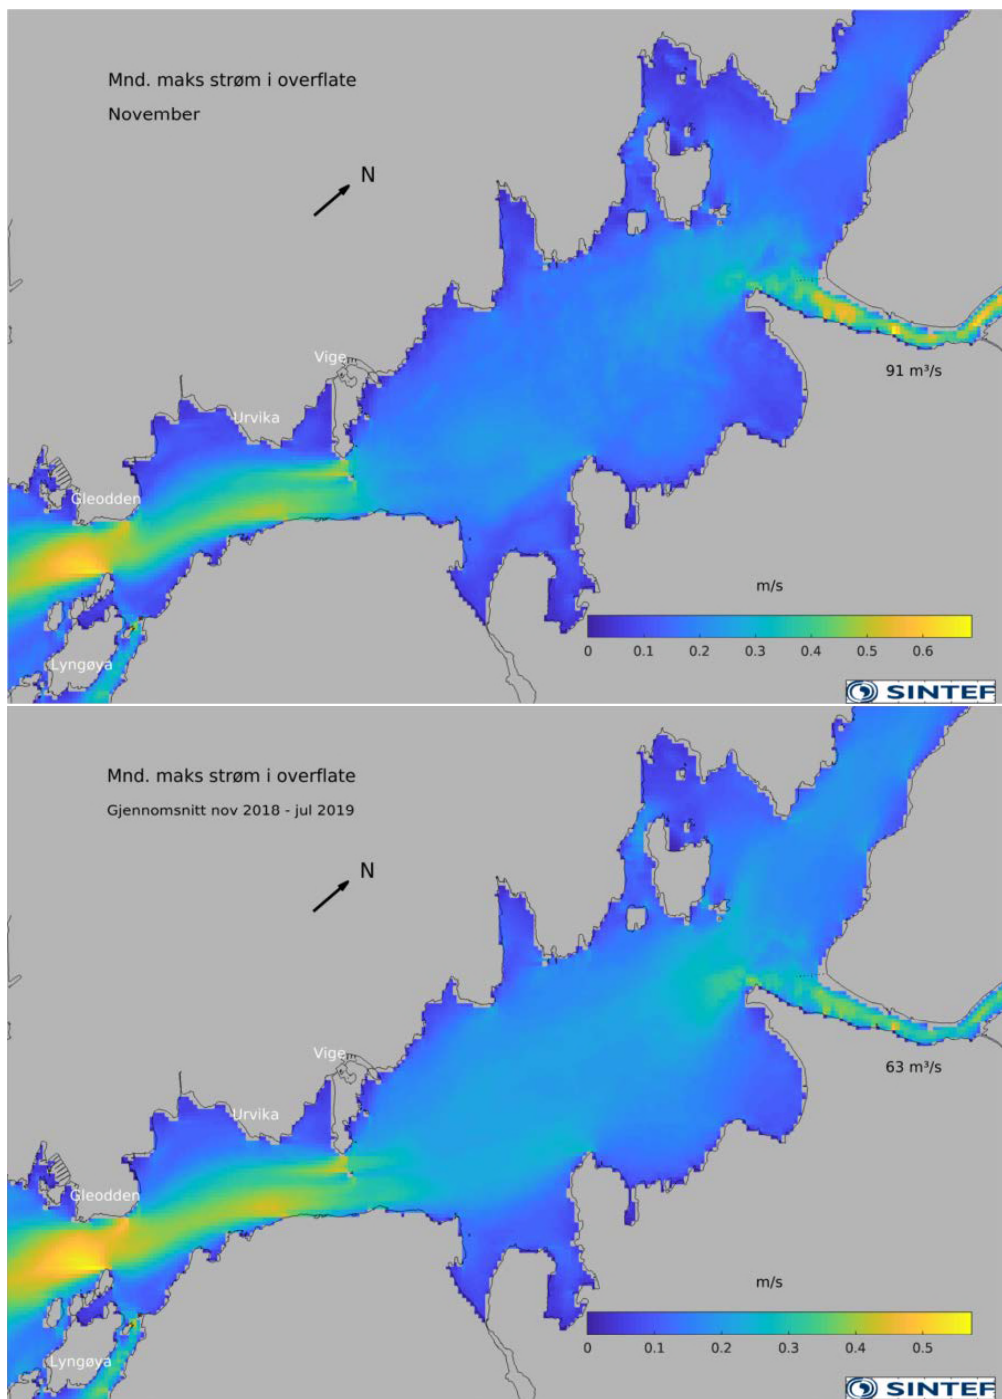 Mnd. maks strøm i overflate
November
N
Vige
Urvika
Gleodden
Lyngøya
91 m³/s
m/s
0 0.1 0.2 0.3 0.4 0.5 0.6
SINTEF
Mnd. maks strøm i overflate
Gjennomsnitt nov 2018 - jul 2019
N
Vige
Urvika
Gleodden
Lyngøya
63 m³/s
m/s
0 0.1 0.2 0.3 0.4 0.5
SINTEF